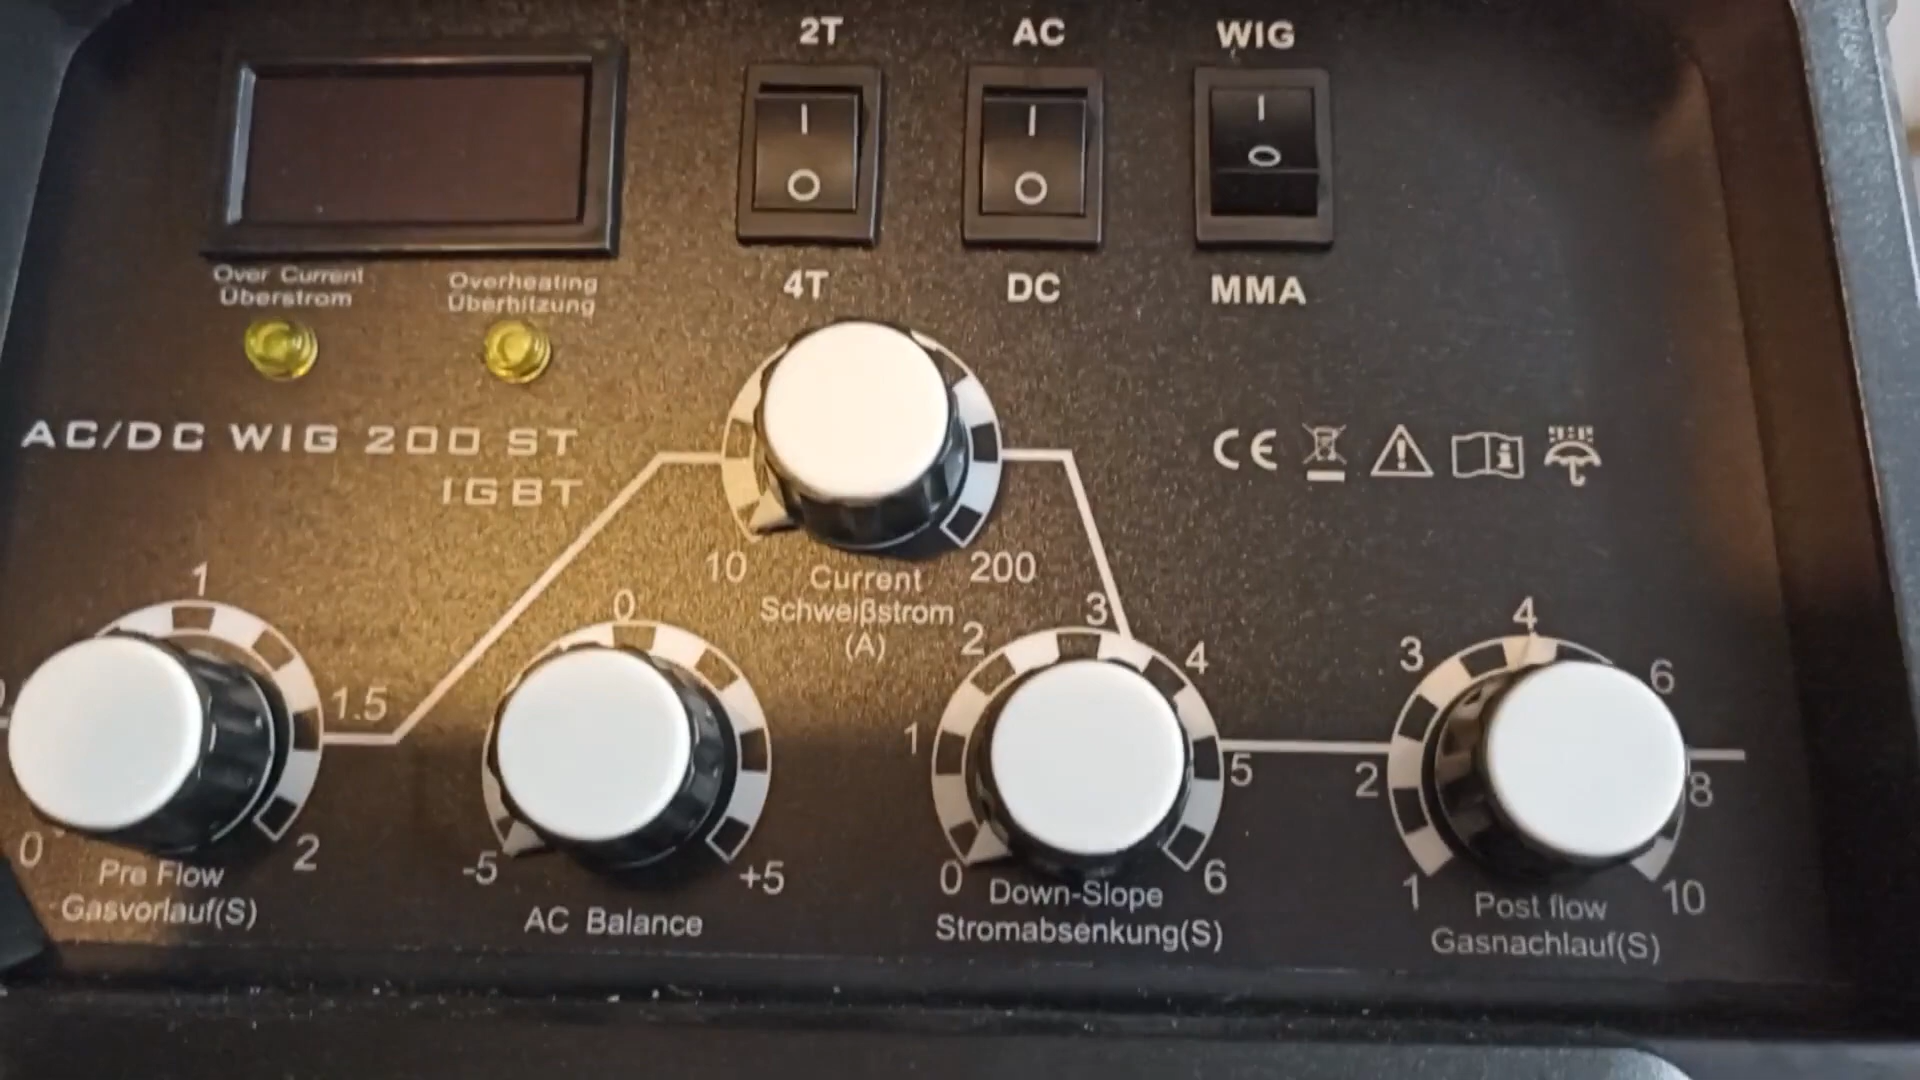 2T AC WIG
I I I
O O O
4T DC MMA
Over Current
Überstrom
Overheating
Überhitzung
AC/DC WIG 200 ST
IGBT
10 200
Current
Schweißstrom
(A)
0 1 1.5 2
Pre Flow
Gasvorlauf(S)
-5 0 +5
AC Balance
0 1 2 3 4 5 6
Down-Slope
Stromabsenkung(S)
1 2 3 4 6 8 10
Post flow
Gasnachlauf(S)
CE